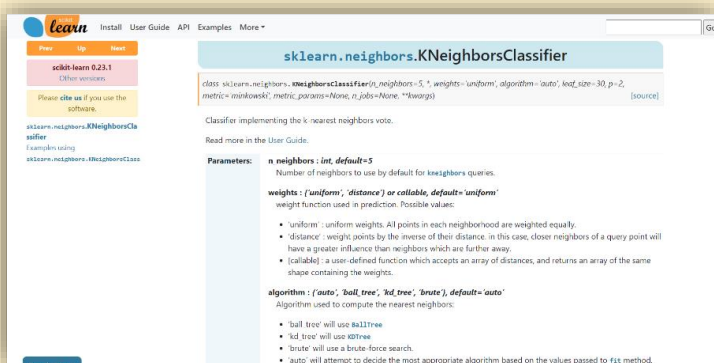 scikit
learn
Install User Guide API Examples More
Go
Prev Up Next
scikit-learn 0.23.1
Other versions
Please cite us if you use the
software.
sklearn.neighbors.KNeighborsCla
ssifier
Examples using
sklearn.neighbors.KNeighborsClass
sklearn.neighbors.KNeighborsClassifier
class sklearn.neighbors.KNeighborsClassifier(n_neighbors=5, *, weights='uniform', algorithm='auto', leaf_size=30, p=2,
metric='minkowski', metric_params=None, n_jobs=None, **kwargs)
[source]
Classifier implementing the k-nearest neighbors vote.
Read more in the User Guide.
Parameters:
n_neighbors : int, default=5
Number of neighbors to use by default for kneighbors queries.
weights : {'uniform', 'distance'} or callable, default='uniform'
weight function used in prediction. Possible values:
• 'uniform' : uniform weights. All points in each neighborhood are weighted equally.
• 'distance' : weight points by the inverse of their distance. in this case, closer neighbors of a query point will
have a greater influence than neighbors which are further away.
• [callable] : a user-defined function which accepts an array of distances, and returns an array of the same
shape containing the weights.
algorithm : {'auto', 'ball_tree', 'kd_tree', 'brute'}, default='auto'
Algorithm used to compute the nearest neighbors:
• 'ball_tree' will use BallTree
• 'kd_tree' will use KDTree
• 'brute' will use a brute-force search.
• 'auto' will attempt to decide the most appropriate algorithm based on the values passed to fit method.